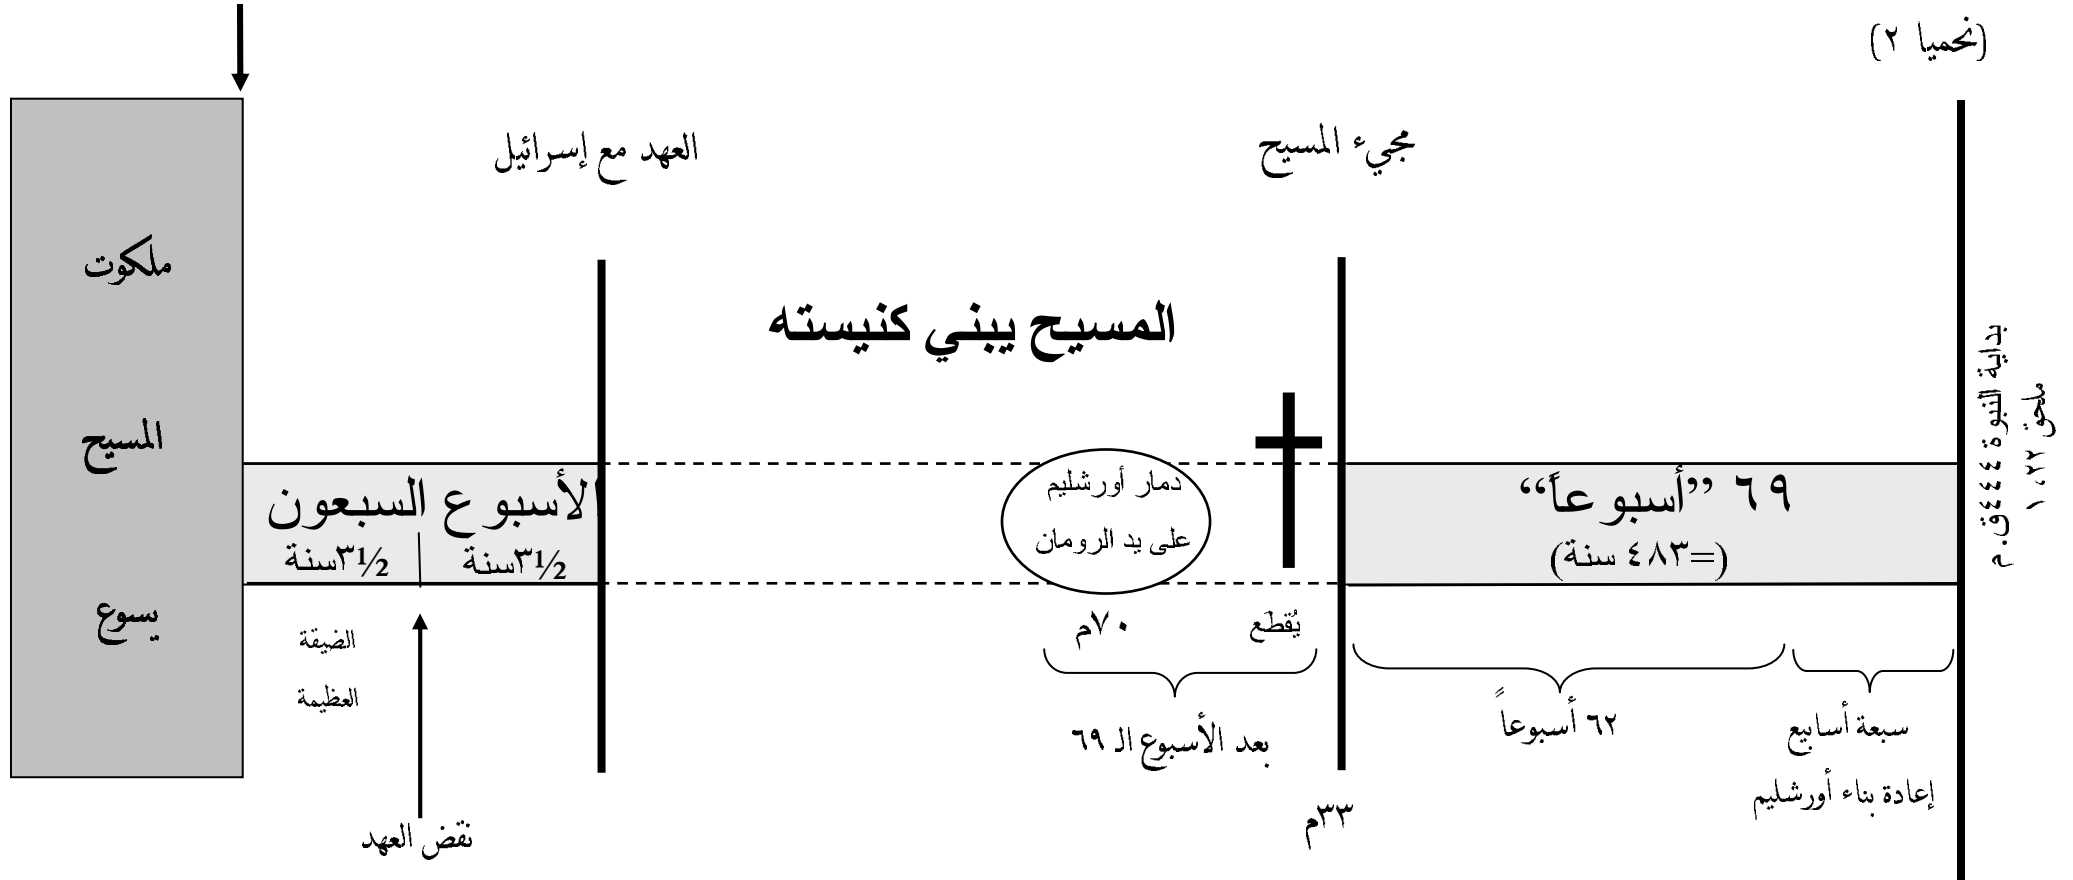 (نحميا ٢)
بداية النبوة ٤٤٤ق.م
ملحق ١،٢٢
مجيء المسيح
العهد مع إسرائيل
المسيح يبني كنيسته
ملكوت
المسيح
يسوع
٦٩ ”أسبوعاً“
(=٤٨٣ سنة)
دمار أورشليم
على يد الرومان
الأسبوع السبعون
٣½سنة
٣½سنة
سبعة أسابيع
إعادة بناء أورشليم
٦٢ أسبوعاً
٣٣م
يُقطَع
٧٠م
بعد الأسبوع الـ ٦٩
الضيقة
العظيمة
نقض العهد